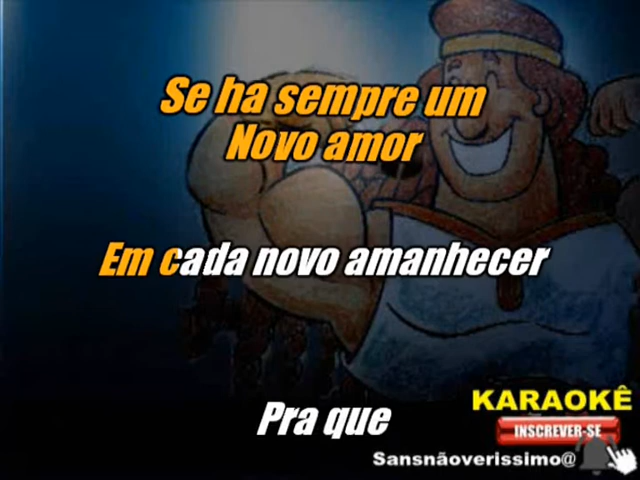 Se ha sempre um
Novo amor
Em cada novo amanhecer
Pra que
KARAOKÊ
INSCREVER-SE
Sansnãoverissimo@